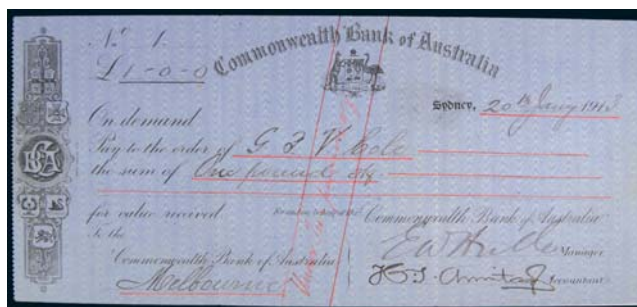 No. 1.
£1-0-0
Commonwealth Bank of Australia
Sydney, 20th Jany 1913
On demand
Pay to the order of G F V Cole
the sum of One pound stg
for value received
Commonwealth Bank of Australia
To the
Manager
Commonwealth Bank of Australia
Melbourne
Accountant